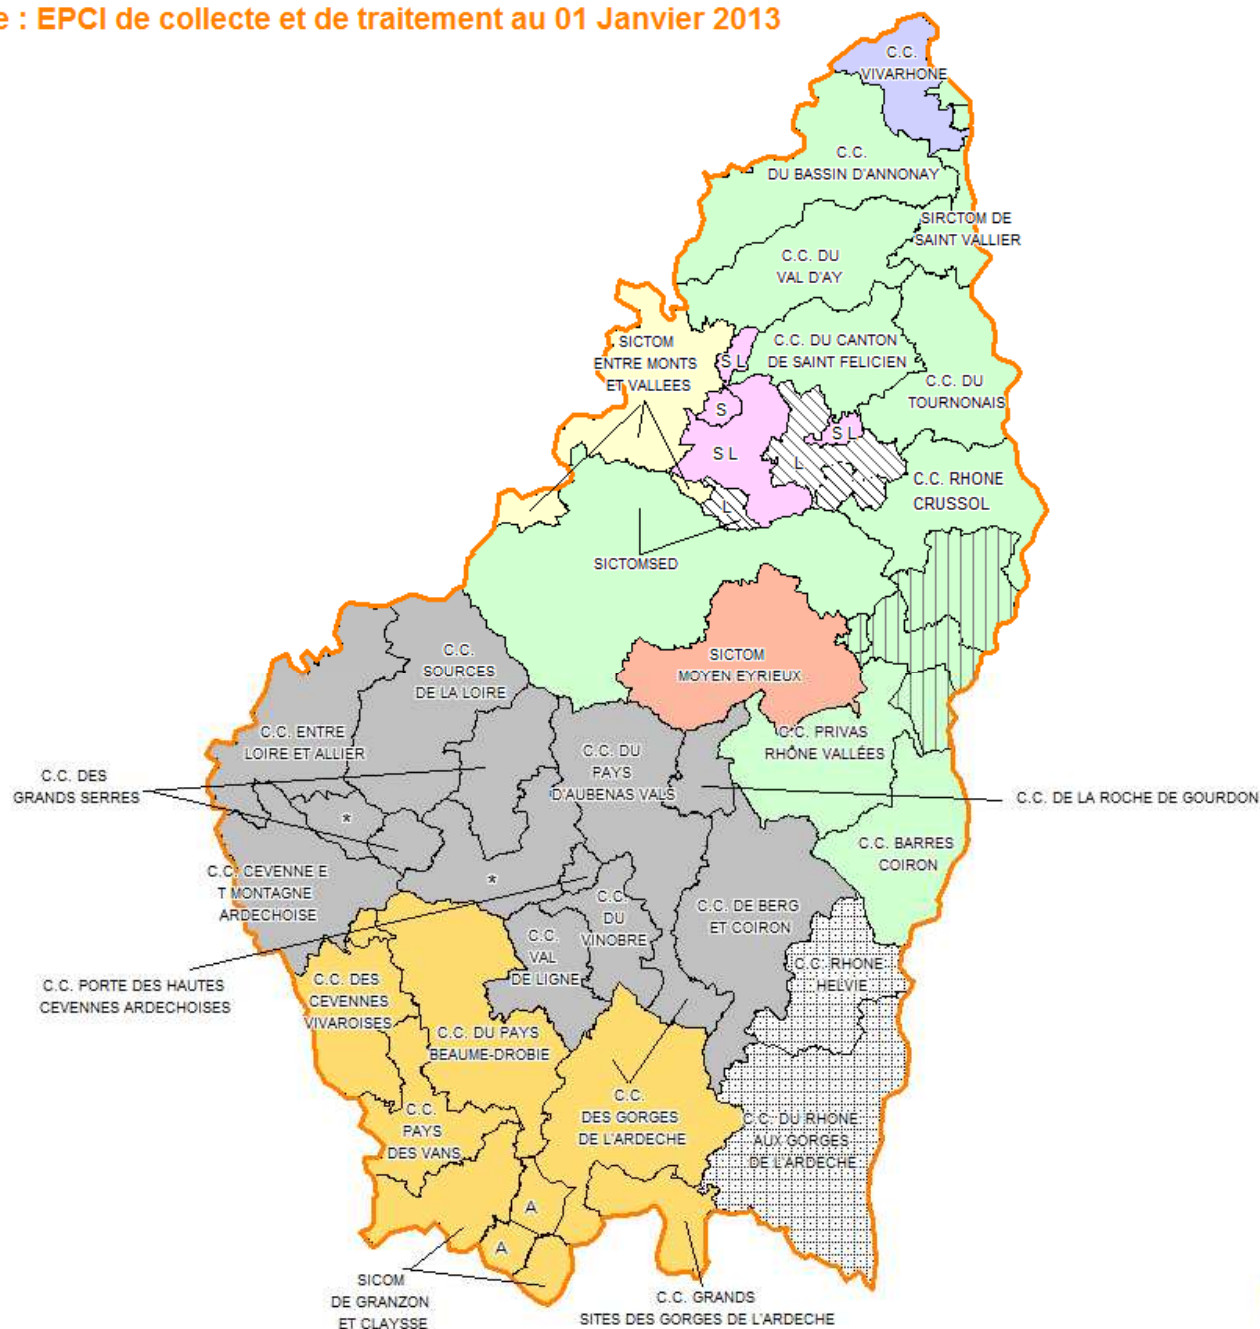 e : EPCI de collecte et de traitement au 01 Janvier 2013
C.C.
VIVARHONE
C.C.
DU BASSIN D'ANNONAY
SIRCTOM DE
SAINT VALLIER
C.C. DU
VAL D'AY
SICTOM
ENTRE MONTS
ET VALLEES
S L
C.C. DU CANTON
DE SAINT FELICIEN
C.C. DU
TOURNONAIS
S
S L
S L
L
L
C.C. RHONE
CRUSSOL
SICTOMSED
SICTOM
MOYEN EYRIEUX
C.C.
SOURCES
DE LA LOIRE
C.C. ENTRE
LOIRE ET ALLIER
C.C. DU
PAYS
D'AUBENAS VALS
C.C. PRIVAS
RHÔNE VALLÉES
C.C. DES
GRANDS SERRES
C.C. DE LA ROCHE DE GOURDON
*
*
C.C. BARRES
COIRON
C.C. CEVENNE E
T MONTAGNE
ARDECHOISE
C.C.
DU
VINOBRE
C.C. DE BERG
ET COIRON
C.C.
VAL
DE LIGNE
C.C. RHONE
HELVIE
C.C. PORTE DES HAUTES
CEVENNES ARDECHOISES
C.C. DES
CEVENNES
VIVAROISES
C.C. DU PAYS
BEAUME-DROBIE
C.C.
PAYS
DES VANS
C.C.
DES GORGES
DE L'ARDECHE
C.C. DU RHONE
AUX GORGES
DE L'ARDECHE
A
A
SICOM
DE GRANZON
ET CLAYSSE
C.C. GRANDS
SITES DES GORGES DE L'ARDECHE